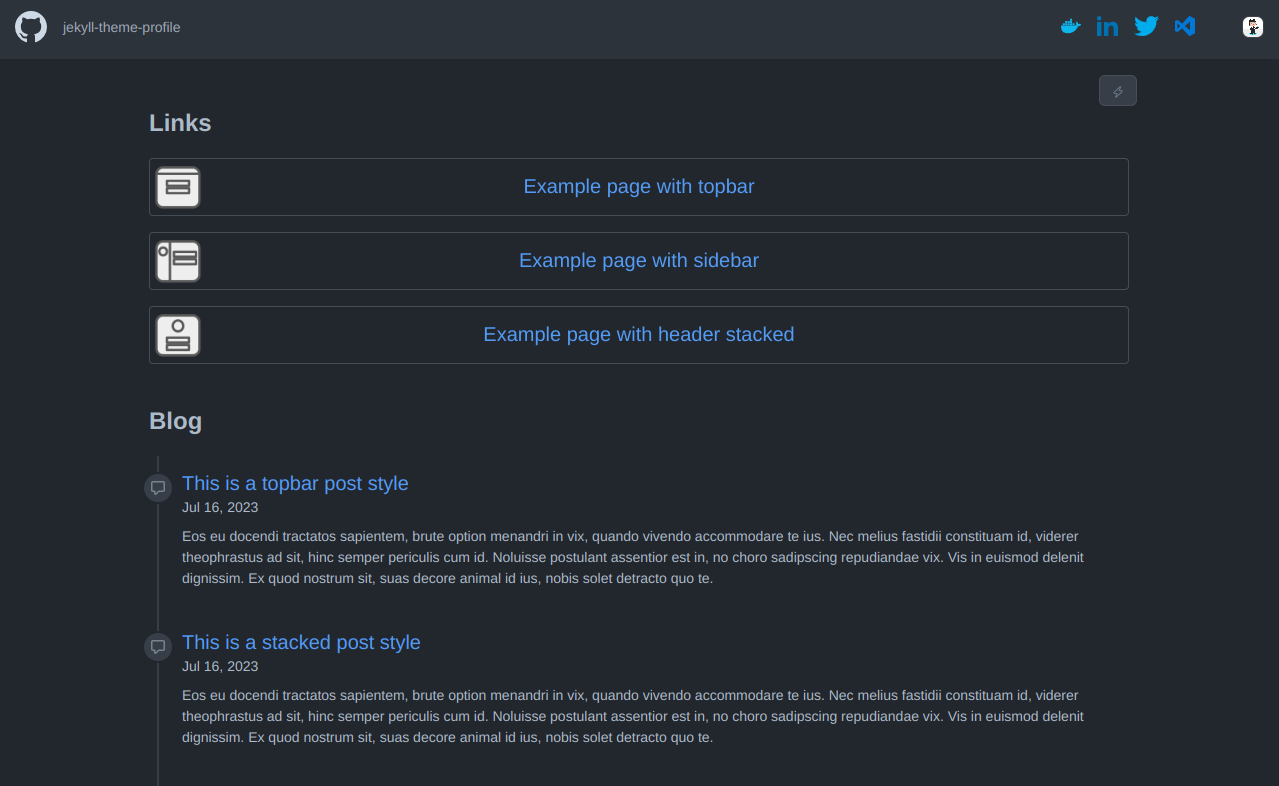 jekyll-theme-profile
Links
Example page with topbar
Example page with sidebar
Example page with header stacked
Blog
This is a topbar post style
Jul 16, 2023
Eos eu docendi tractatos sapientem, brute option menandri in vix, quando vivendo accommodare te ius. Nec melius fastidii constituam id, viderer
theophrastus ad sit, hinc semper periculis cum id. Noluisse postulant assentior est in, no choro sadipscing repudiandae vix. Vis in euismod delenit
dignissim. Ex quod nostrum sit, suas decore animal id ius, nobis solet detracto quo te.
This is a stacked post style
Jul 16, 2023
Eos eu docendi tractatos sapientem, brute option menandri in vix, quando vivendo accommodare te ius. Nec melius fastidii constituam id, viderer
theophrastus ad sit, hinc semper periculis cum id. Noluisse postulant assentior est in, no choro sadipscing repudiandae vix. Vis in euismod delenit
dignissim. Ex quod nostrum sit, suas decore animal id ius, nobis solet detracto quo te.